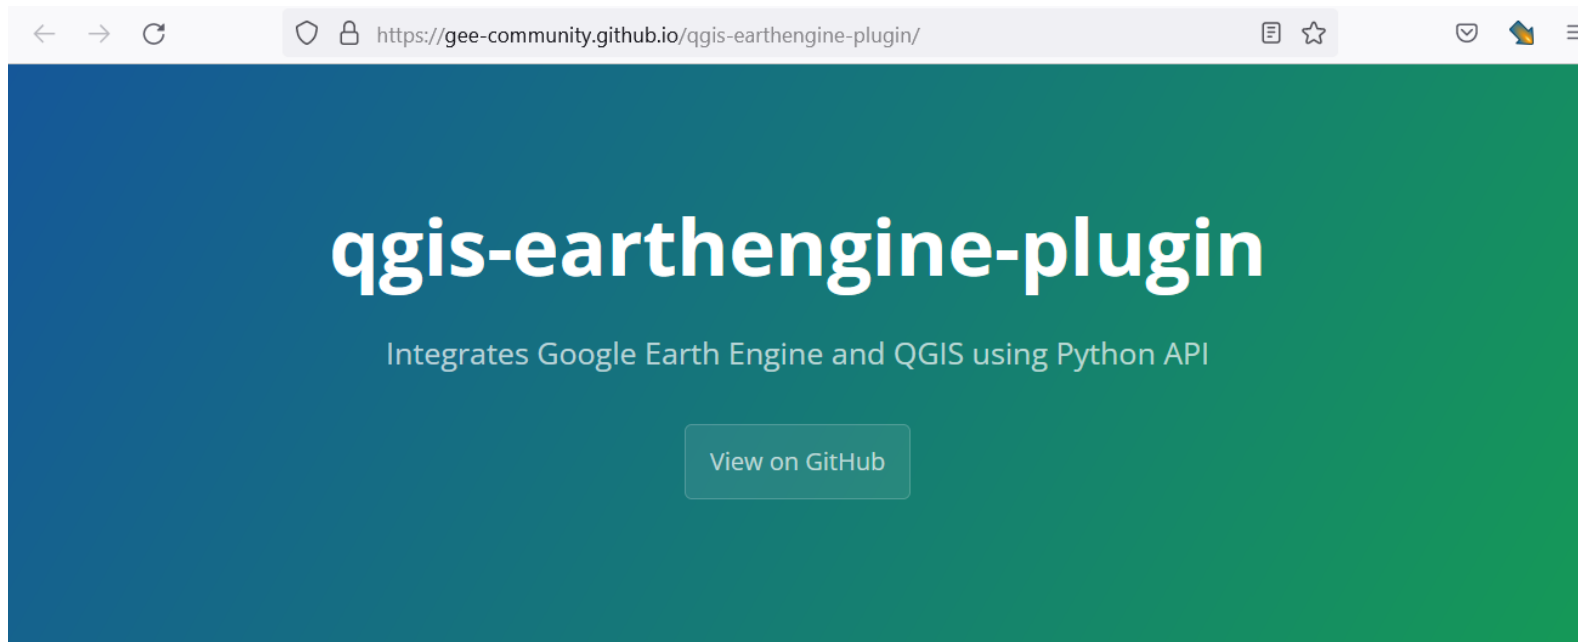 https://gee-community.github.io/qgis-earthengine-plugin/
qgis-earthengine-plugin
Integrates Google Earth Engine and QGIS using Python API
View on GitHub